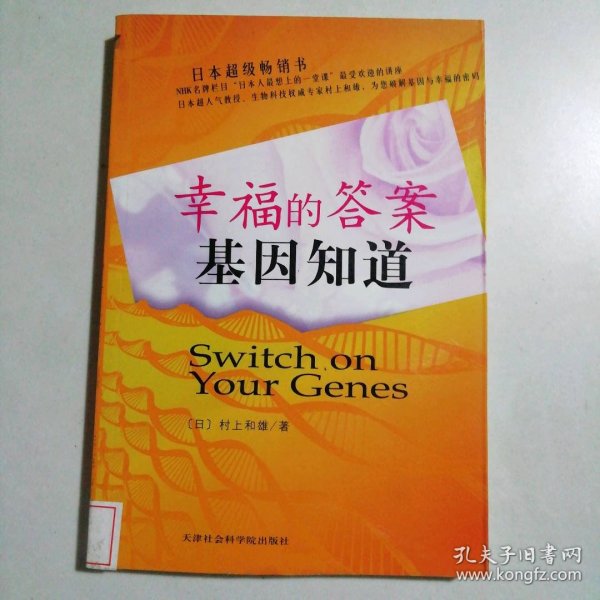 日本超级畅销书
NHK名牌栏目“日本人最想上的一堂课”最受欢迎的讲座
日本超人气教授、生物科技权威专家村上和雄，为您破解基因与幸福的密码
幸福的答案
基因知道
Switch on
Your Genes
〔日〕村上和雄/著
天津社会科学院出版社
孔夫子旧书网
www.kongfz.com